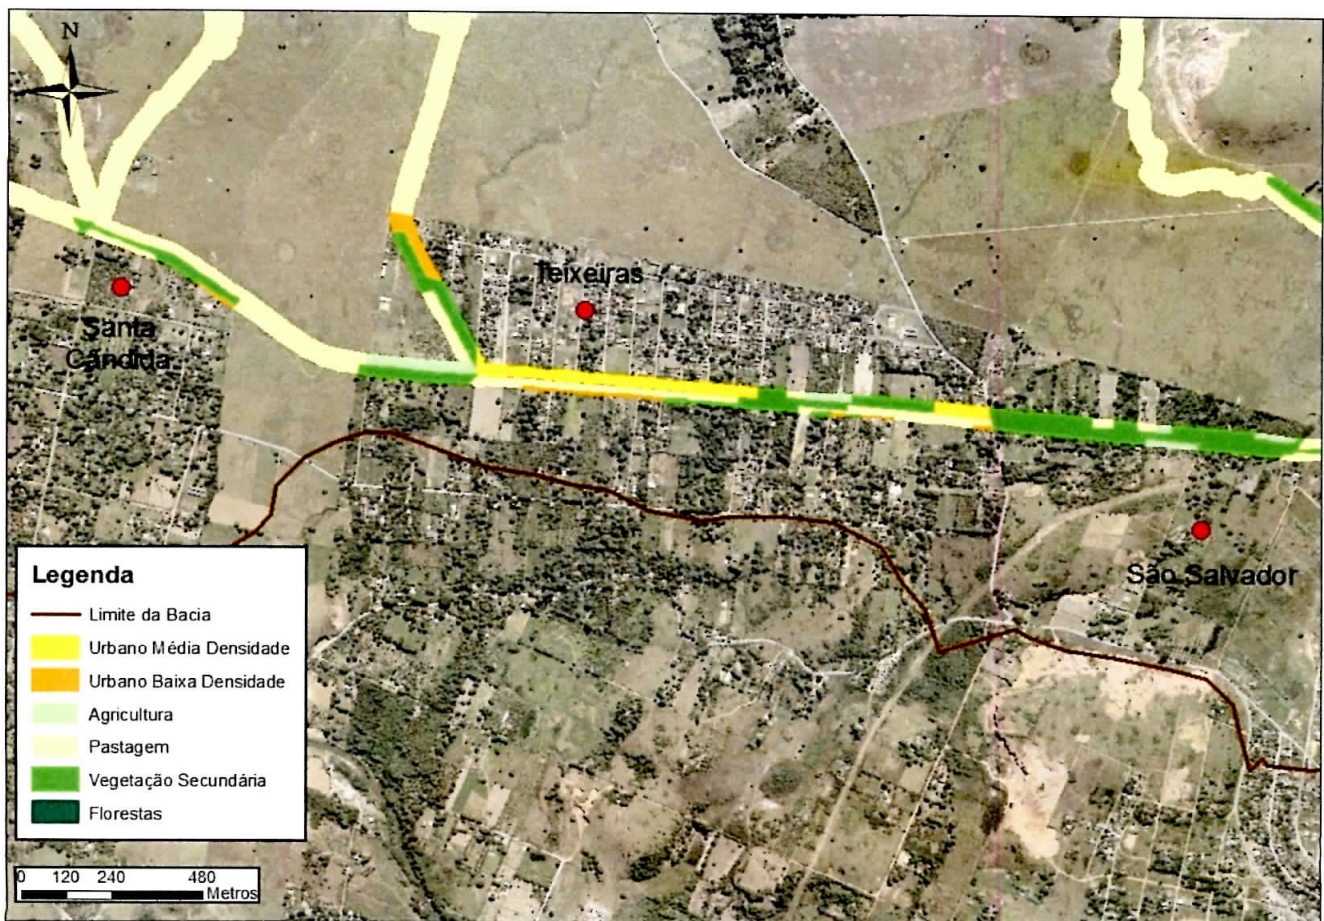 N
Teixeiras
Santa
Cândida
São Salvador
Legenda
Limite da Bacia
Urbano Média Densidade
Urbano Baixa Densidade
Agricultura
Pastagem
Vegetação Secundária
Florestas
0 120 240 480
Metros